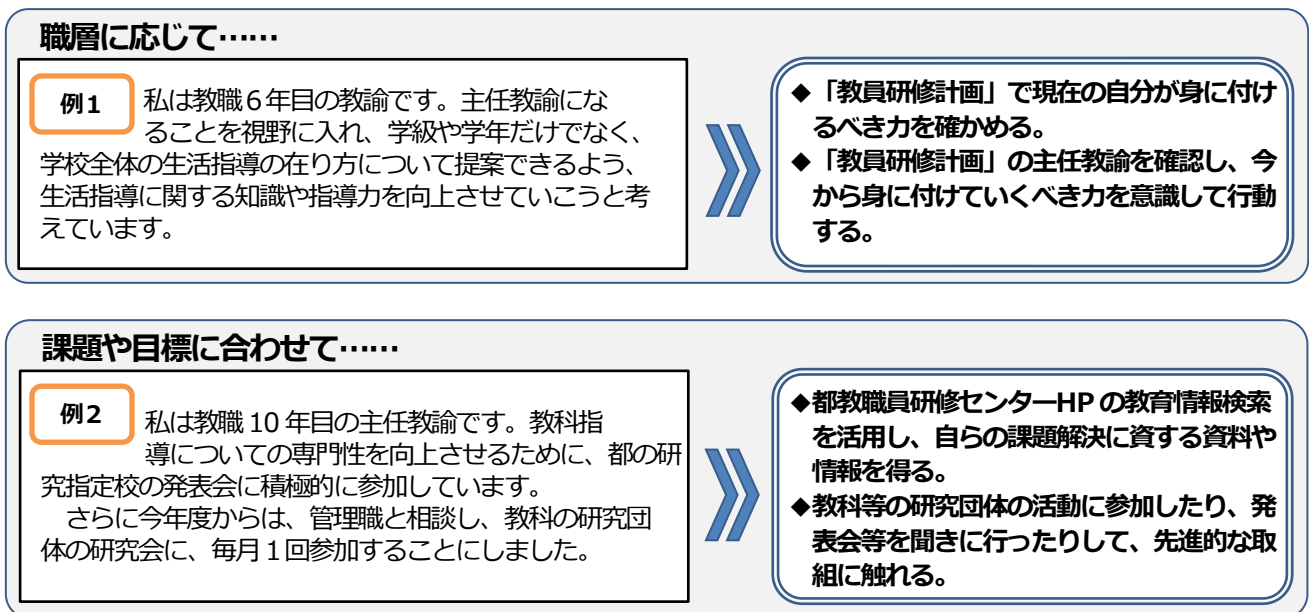 職層に応じて……
例1
私は教職６年目の教諭です。主任教諭にな
ることを視野に入れ、学級や学年だけでなく、
学校全体の生活指導の在り方について提案できるよう、
生活指導に関する知識や指導力を向上させていこうと考
えています。
◆「教員研修計画」で現在の自分が身に付け
るべき力を確かめる。
◆「教員研修計画」の主任教諭を確認し、今
から身に付けていくべき力を意識して行動
する。
課題や目標に合わせて……
例2
私は教職 10 年目の主任教諭です。教科指
導についての専門性を向上させるために、都の研
究指定校の発表会に積極的に参加しています。
さらに今年度からは、管理職と相談し、教科の研究団
体の研究会に、毎月１回参加することにしました。
◆都教職員研修センターHP の教育情報検索
を活用し、自らの課題解決に資する資料や
情報を得る。
◆教科等の研究団体の活動に参加したり、発
表会等を聞きに行ったりして、先進的な取
組に触れる。